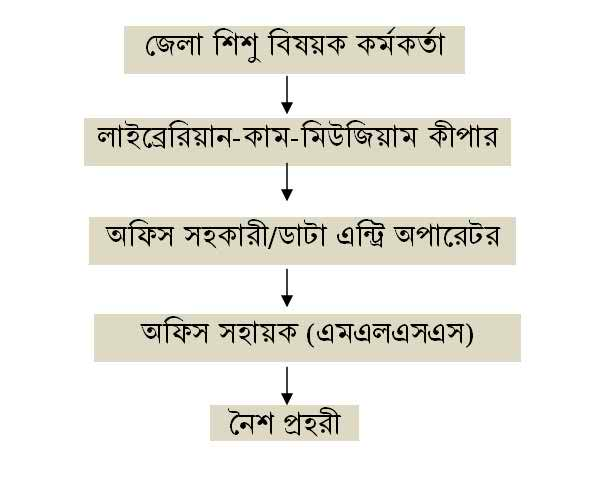 জেলা শিশু বিষয়ক কর্মকর্তা
লাইব্রেরিয়ান-কাম-মিউজিয়াম কীপার
অফিস সহকারী/ডাটা এন্ট্রি অপারেটর
অফিস সহায়ক (এমএলএসএস)
নৈশ প্রহরী